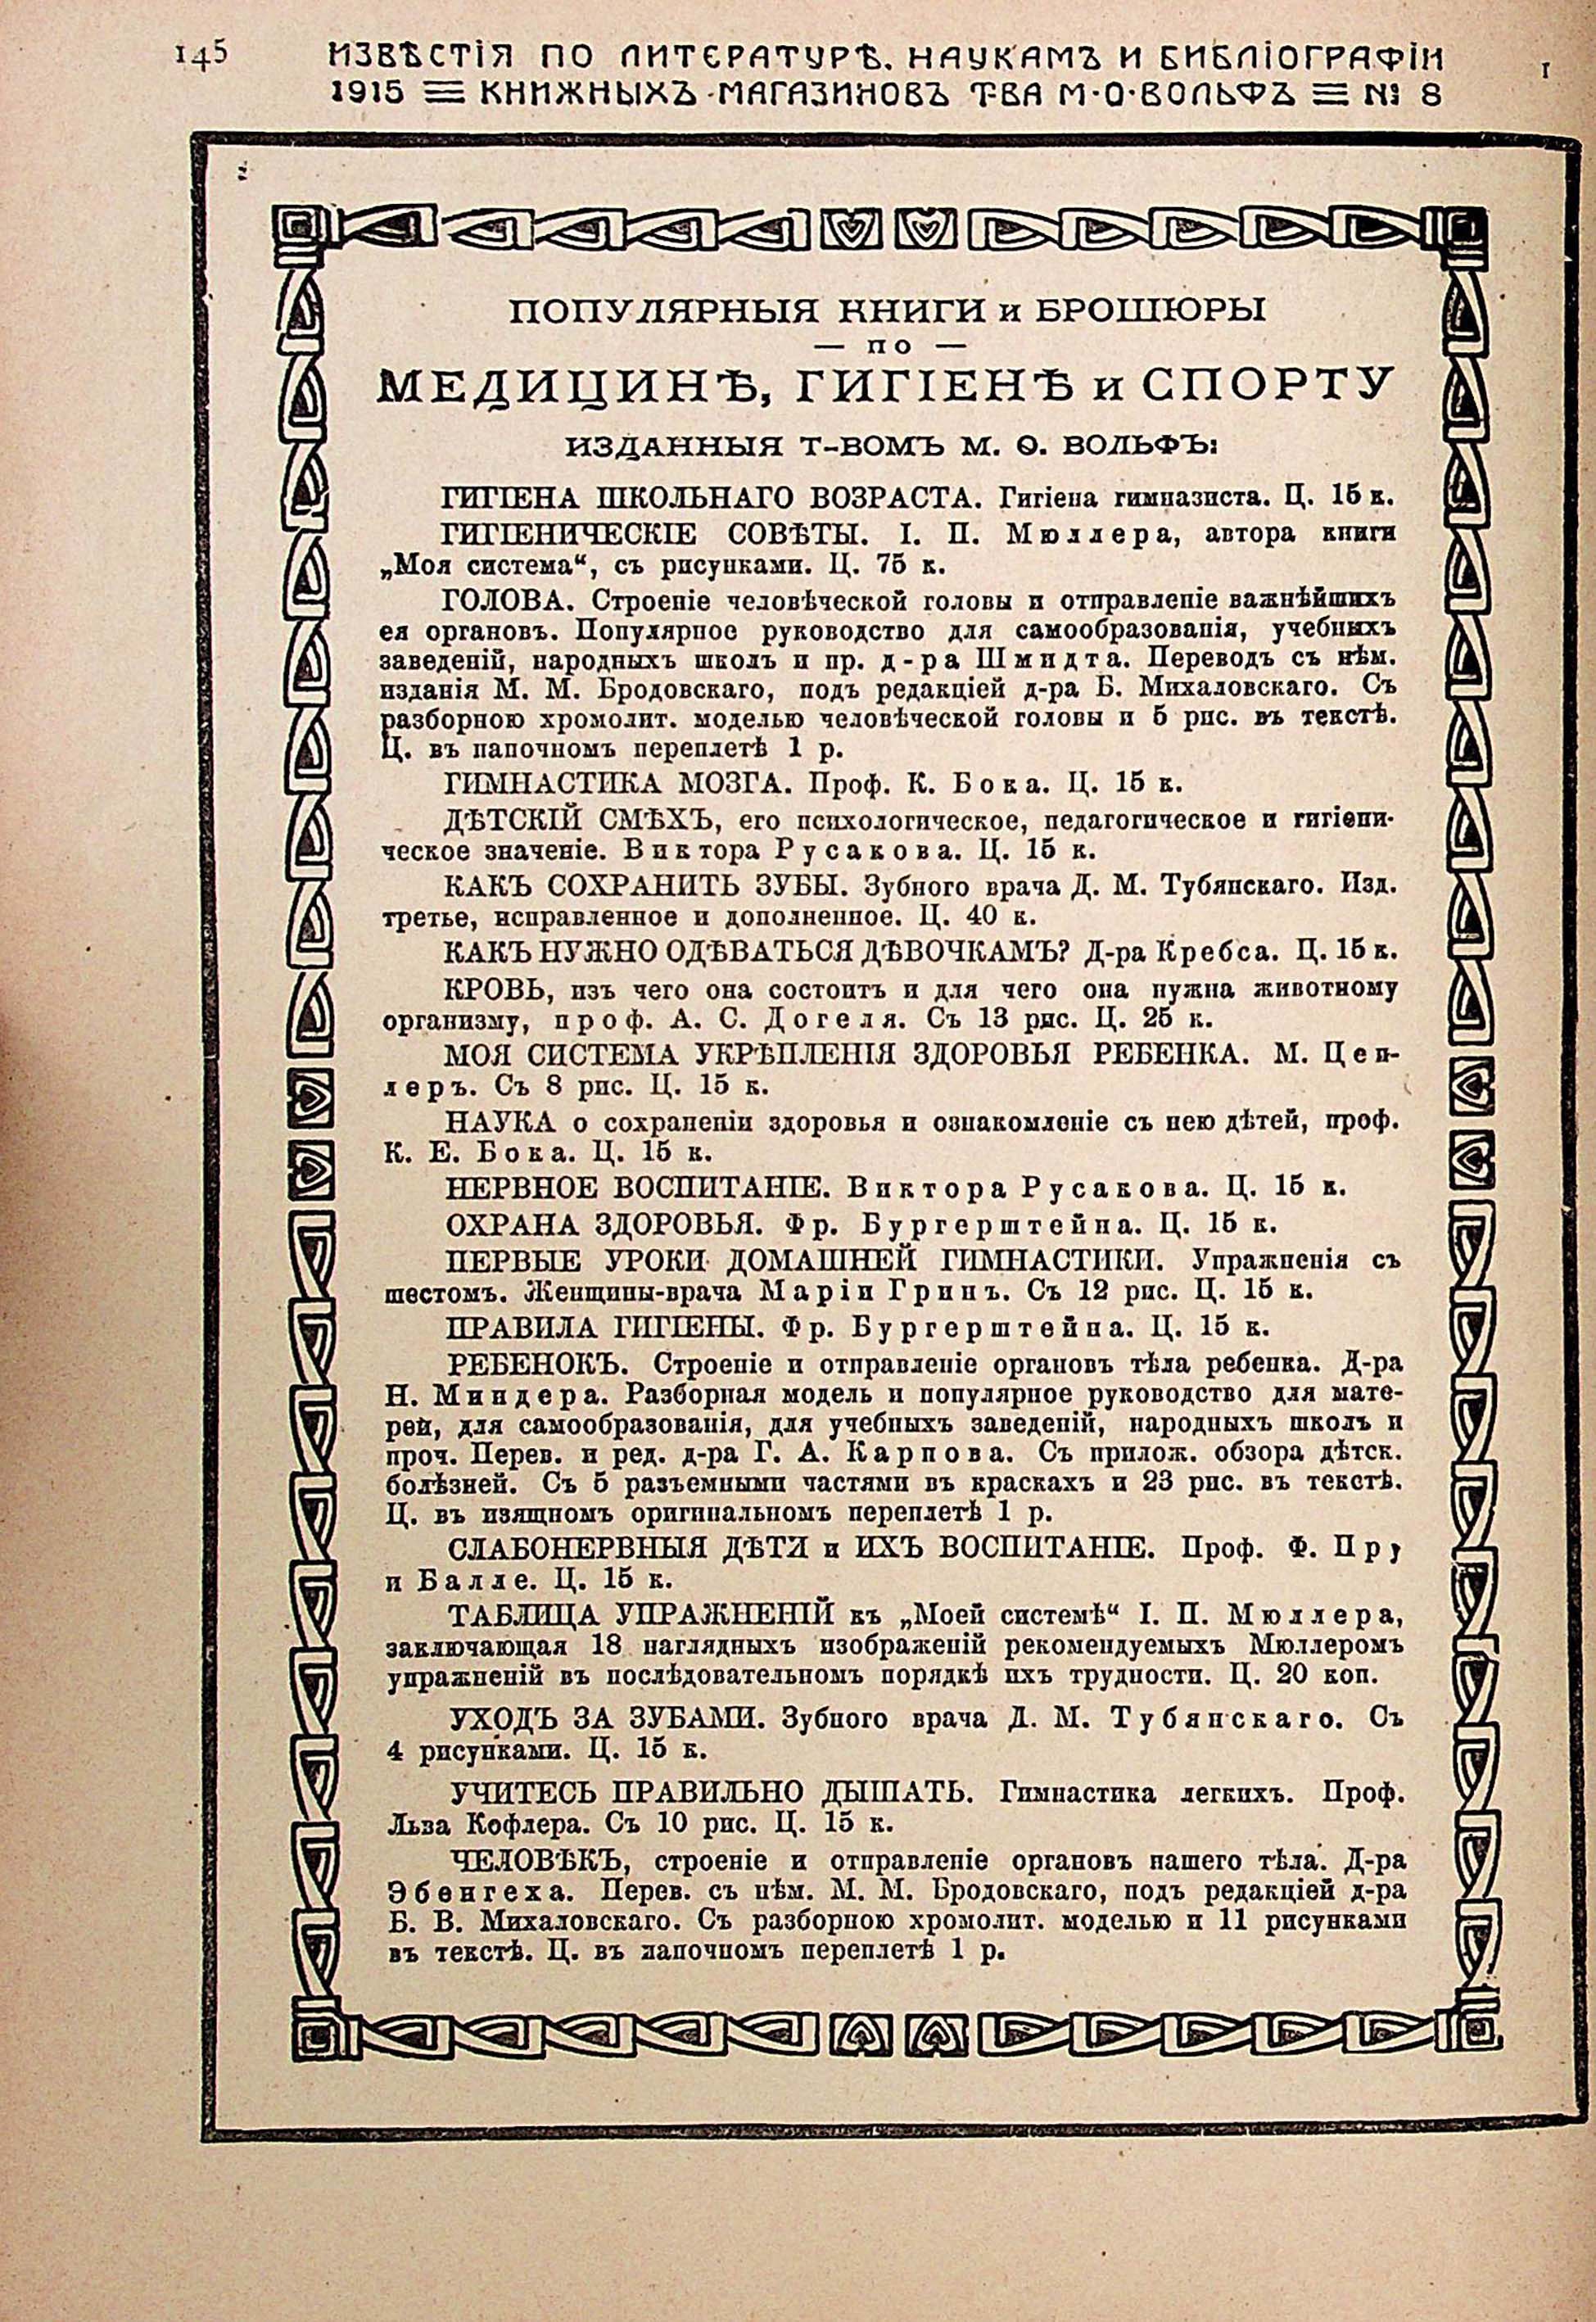 145
ИЗВѢСТІЯ ПО ЛИТЕРАТУРѢ. НАУКАМЪ И БИБЛІОГРАФІИ
1
1915 КНИЖНЫХЪ МАГАЗИНОВЪ Т-ВА М·О·ВОЛЬФЪ № 8
ПОПУЛЯРНЫЯ КНИГИ и БРОШЮРЫ
— ПО —
МЕДИЦИНѢ, ГИГІЕНѢ и СПОРТУ
ИЗДАННЫЯ Т-ВОМЪ М. Ѳ. ВОЛЬФЪ:
ГИГІЕНА ШКОЛЬНАГО ВОЗРАСТА. Гигіена гимназиста. Ц. 15 к.
ГИГІЕНИЧЕСКІЕ СОВѢТЫ. І. П. Мюллера, автора книги
„Моя система“, съ рисунками. Ц. 75 к.
ГОЛОВА. Строеніе человѣческой головы и отправленіе важнѣйшихъ
ея органовъ. Популярное руководство для самообразованія, учебныхъ
заведеній, народныхъ школъ и пр. д-ра Шмидта. Переводъ съ нѣм.
изданія М. М. Бродовскаго, подъ редакціей д-ра Б. Михаловскаго. Съ
разборною хромолит. моделью человѣческой головы и 5 рис. въ текстѣ.
Ц. въ папочномъ переплетѣ 1 р.
ГИМНАСТИКА МОЗГА. Проф. К. Бока. Ц. 15 к.
ДѢТСКІЙ СМѢХЪ, его психологическое, педагогическое и гигіени-
ческое значеніе. Виктора Русакова. Ц. 15 к.
КАКЪ СОХРАНИТЬ ЗУБЫ. Зубного врача Д. М. Тубянскаго. Изд.
третье, исправленное и дополненное. Ц. 40 к.
КАКЪ НУЖНО ОДѢВАТЬСЯ ДѢВОЧКАМЪ? Д-ра Кребса. Ц. 15 к.
КРОВЬ, изъ чего она состоитъ и для чего она нужна животному
организму, проф. А. С. Догеля. Съ 13 рис. Ц. 25 к.
МОЯ СИСТЕМА УКРѢПЛЕНІЯ ЗДОРОВЬЯ РЕБЕНКА. М. Цеп-
леръ. Съ 8 рис. Ц. 15 к.
НАУКА о сохраненіи здоровья и ознакомленіе съ нею дѣтей, проф.
К. Е. Бока. Ц. 15 к.
НЕРВНОЕ ВОСПИТАНІЕ. Виктора Русакова. Ц. 15 к.
ОХРАНА ЗДОРОВЬЯ. Фр. Бургерштейна. Ц. 15 к.
ПЕРВЫЕ УРОКИ ДОМАШНЕЙ ГИМНАСТИКИ. Упражненія съ
шестомъ. Женщины-врача Маріи Гринъ. Съ 12 рис. Ц. 15 к.
ПРАВИЛА ГИГІЕНЫ. Фр. Бургерштейна. Ц. 15 к.
РЕБЕНОКЪ. Строеніе и отправленіе органовъ тѣла ребенка. Д-ра
Н. Миндера. Разборная модель и популярное руководство для мате-
рей, для самообразованія, для учебныхъ заведеній, народныхъ школъ и
проч. Перев. и ред. д-ра Г. А. Карпова. Съ прилож. обзора дѣтск.
болѣзней. Съ 5 разъемными частями въ краскахъ и 23 рис. въ текстѣ.
Ц. въ изящномъ оригинальномъ переплетѣ 1 р.
СЛАБОНЕРВНЫЯ ДѢТИ и ИХЪ ВОСПИТАНІЕ. Проф. Ф. Пру
и Балле. Ц. 15 к.
ТАБЛИЦА УПРАЖНЕНІЙ къ „Моей системѣ“ І. П. Мюллера,
заключающая 18 наглядныхъ изображеній рекомендуемыхъ Мюллеромъ
упражненій въ послѣдовательномъ порядкѣ ихъ трудности. Ц. 20 коп.
УХОДЪ ЗА ЗУБАМИ. Зубного врача Д. М. Тубянскаго. Съ
4 рисунками. Ц. 15 к.
УЧИТЕСЬ ПРАВИЛЬНО ДЫШАТЬ. Гимнастика легкихъ. Проф.
Льва Кофлера. Съ 10 рис. Ц. 15 к.
ЧЕЛОВѢКЪ, строеніе и отправленіе органовъ нашего тѣла. Д-ра
Эбенгеха. Перев. съ нѣм. М. М. Бродовскаго, подъ редакціей д-ра
Б. В. Михаловскаго. Съ разборною хромолит. моделью и 11 рисунками
въ текстѣ. Ц. въ папочномъ переплетѣ 1 р.